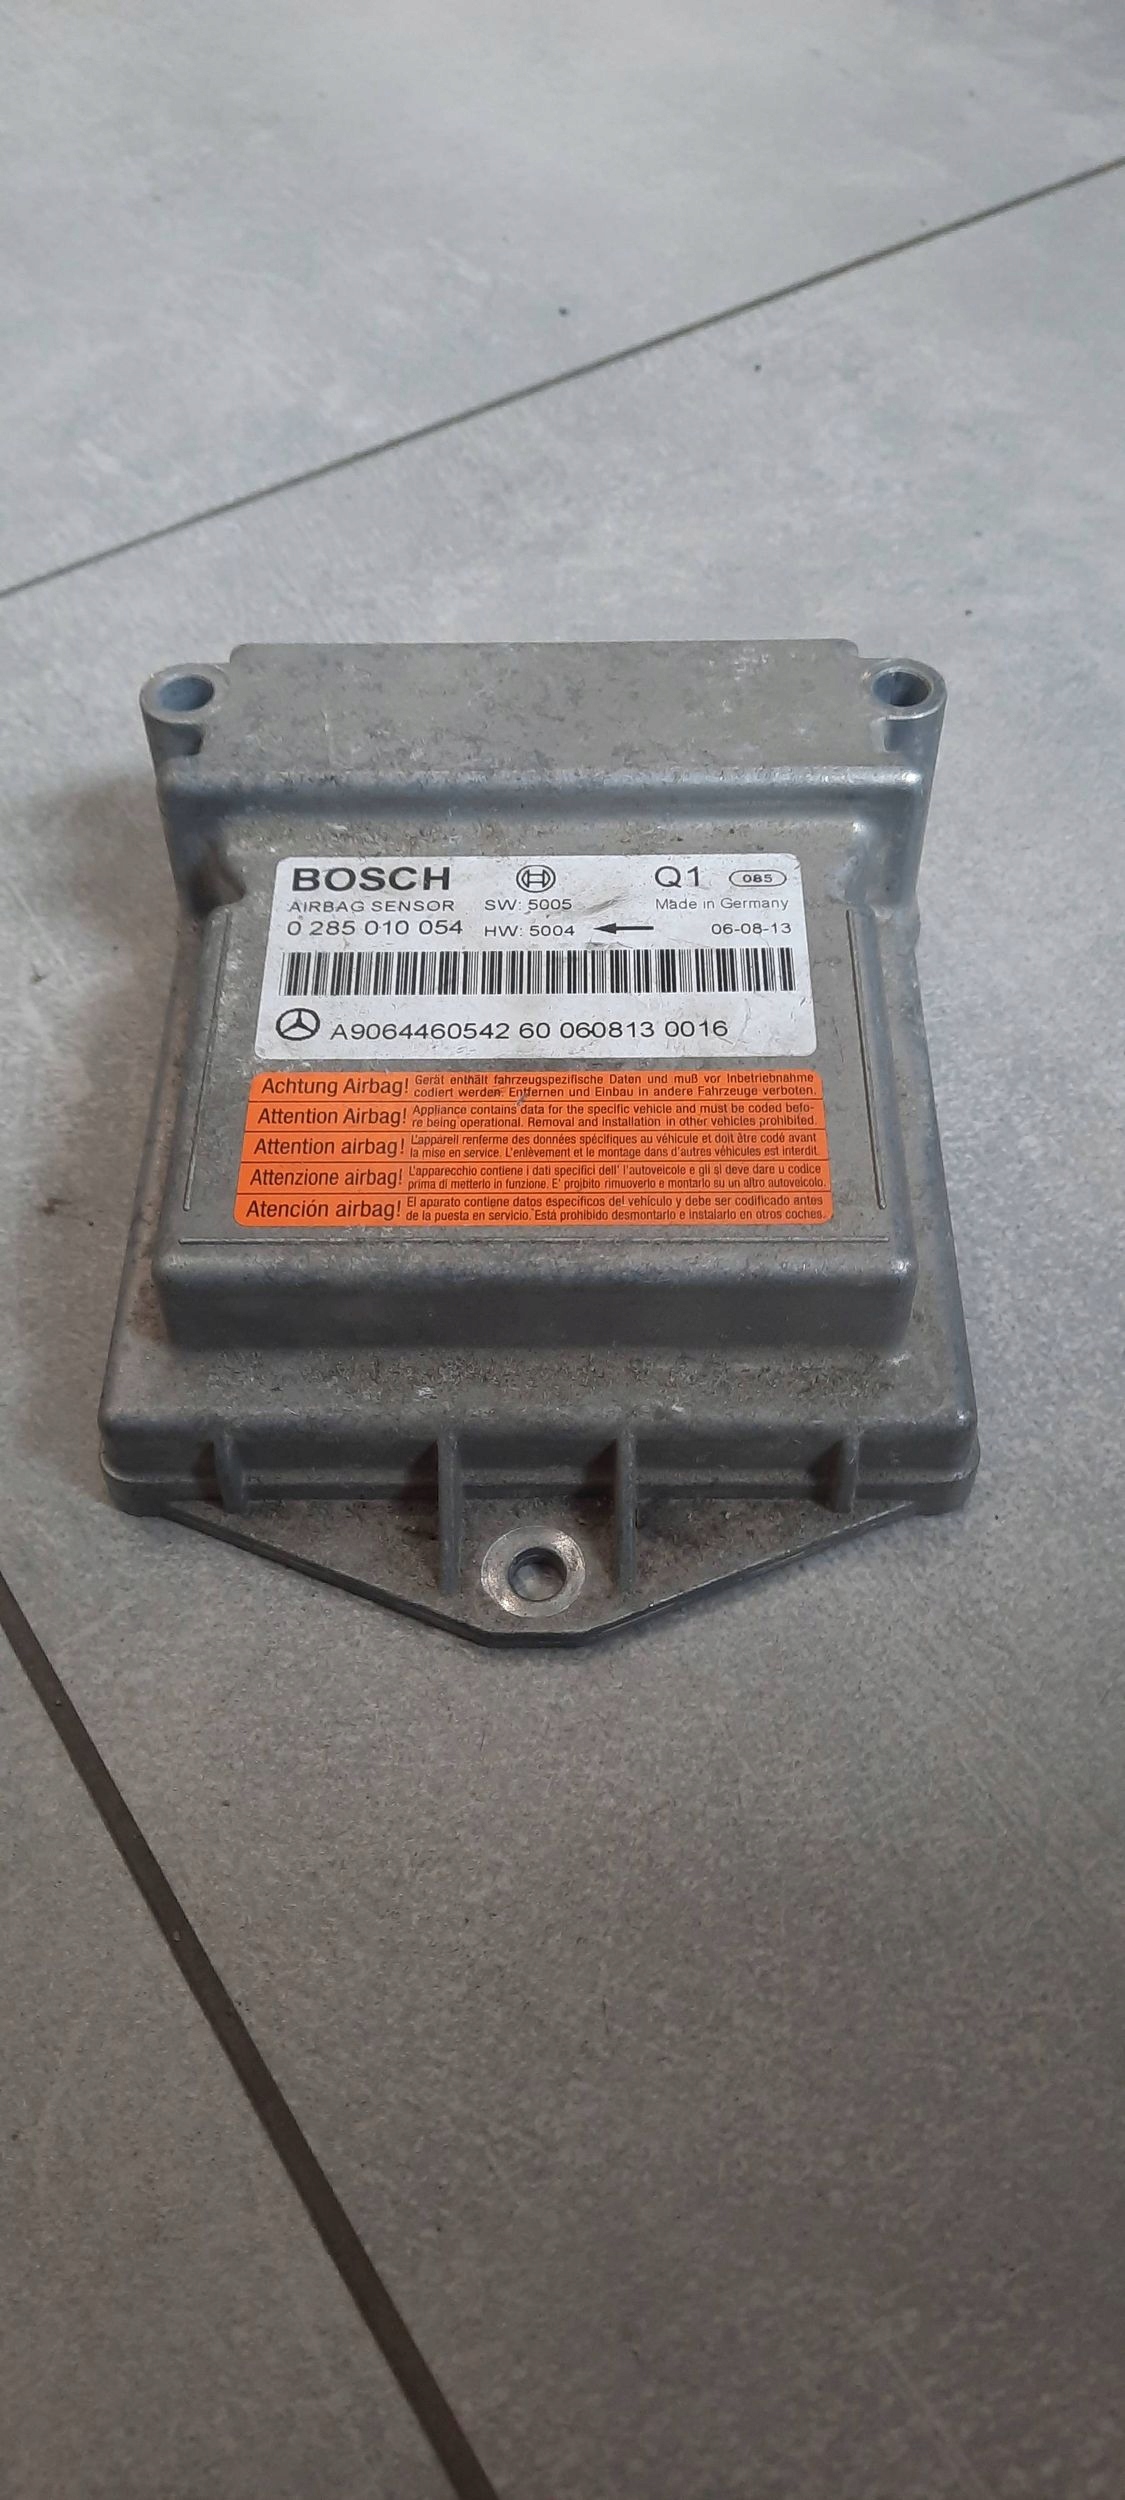 BOSCH Q1 085
AIRBAG SENSOR SW: 5005 Made in Germany
0 285 010 054 HW: 5004 06-08-13
A9064460542 60 060813 0016
Achtung Airbag! Gerät enthält fahrzeugspezifische Daten und muß vor Inbetriebnahme
codiert werden. Entfernen und Einbau in andere Fahrzeuge verboten.
Attention Airbag! Appliance contains data for the specific vehicle and must be coded befo-
re being operational. Removal and installation in other vehicles prohibited.
Attention airbag! L'appareil renferme des données spécifiques au véhicule et doit être codé avant
la mise en service. L'enlèvement et le montage dans d'autres véhicules est interdit.
Attenzione airbag! L'apparecchio contiene i dati specifici dell' l'autoveicolo e gli si deve dare u codice
prima di metterlo in funzione. E' projbito rimuoverlo e montarlo su un altro autoveicolo.
Atención airbag! El aparato contiene datos especificos del vehículo y debe ser codificado antes
de la puesta en servicio. Está prohibido desmontarlo e instalarlo en otros coches.